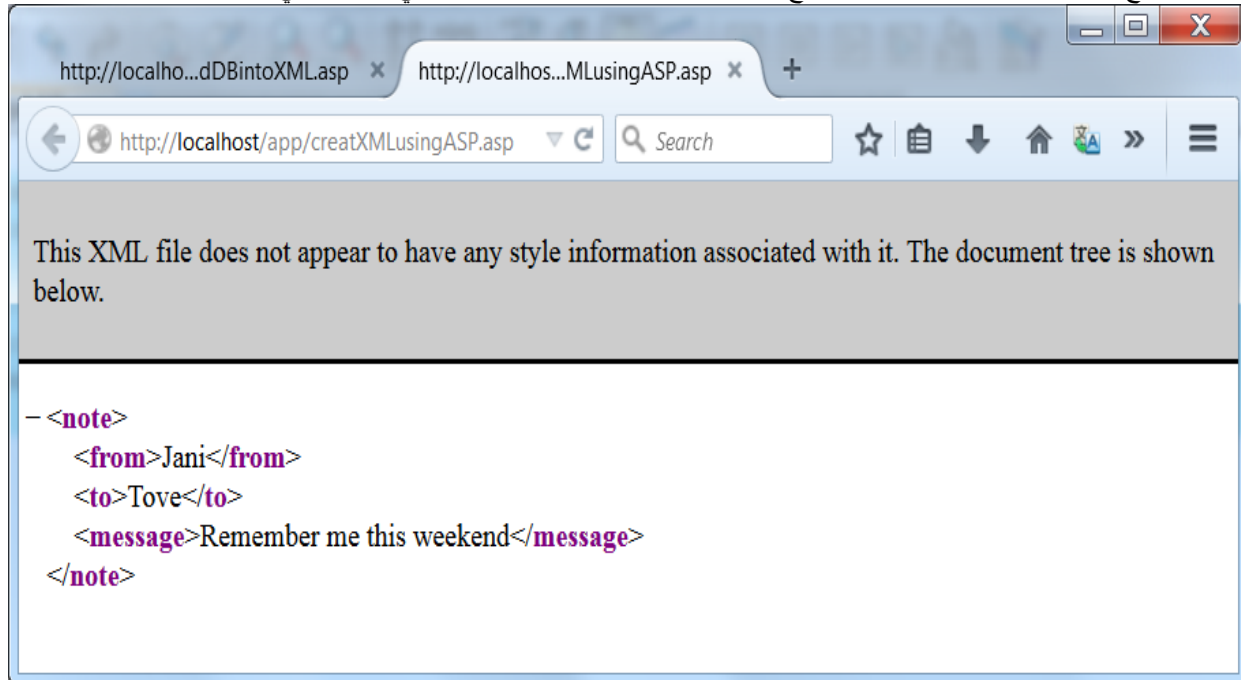 http://localho...dDBintoXML.asp
http://localhos...MLusingASP.asp
http://localhost/app/creatXMLusingASP.asp
Search
This XML file does not appear to have any style information associated with it. The document tree is shown
below.
– <note>
<from>Jani</from>
<to>Tove</to>
<message>Remember me this weekend</message>
</note>